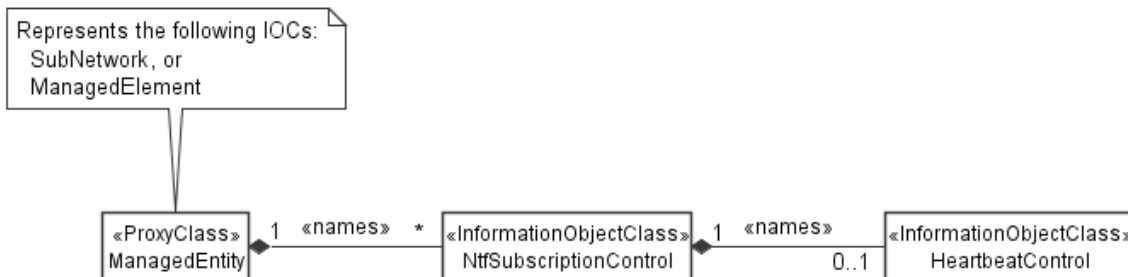 Represents the following IOCs:
SubNetwork, or
ManagedElement
«ProxyClass»
ManagedEntity
1 «names» *
«InformationObjectClass»
NtfSubscriptionControl
1 «names»
0..1
«InformationObjectClass»
HeartbeatControl